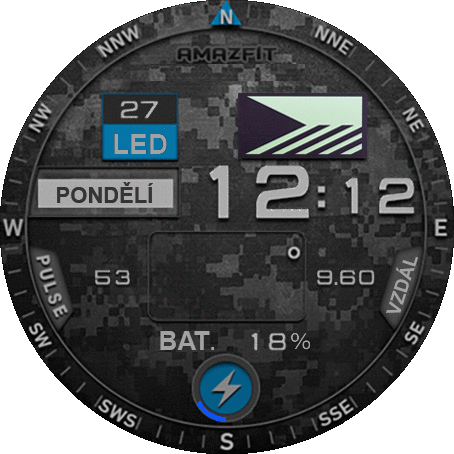 N
NNW
NNE
AMAZFIT
NW
27
NE
LED
PONDĚLÍ
12:12
W
E
PULSE
53
9.60
VZDÁL
SW
BAT. 18%
SE
SWS
SSE
S